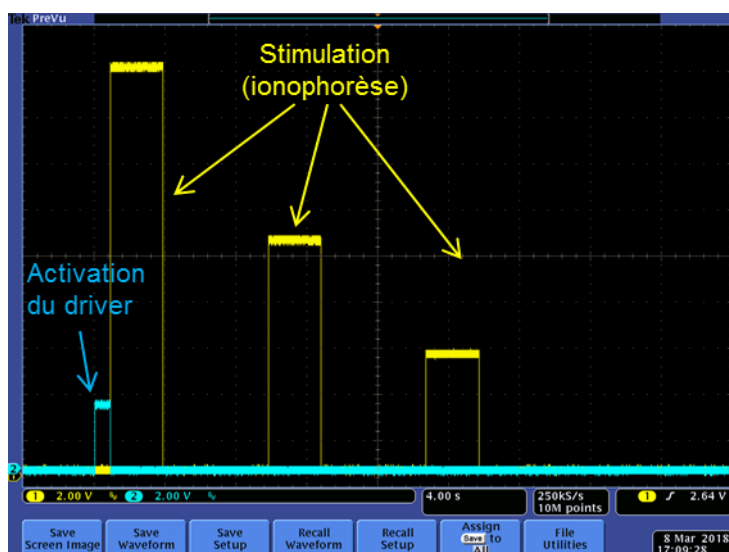 Tek PreVu
Stimulation
(ionophorèse)
Activation
du driver
2
1 2.00 V 2 2.00 V 4.00 s 250kS/s 10M points 1 2.64 V
Save Screen Image
Save Waveform
Save Setup
Recall Waveform
Recall Setup
Assign Save to All
File Utilities
8 Mar 2018
17:09:28